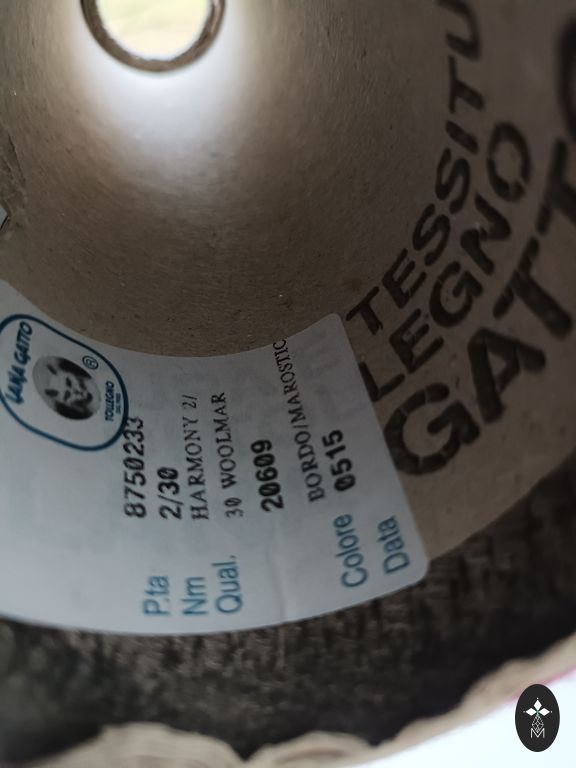 TESSITU
LEGNO
GATTO
LANA GATTO
®
TOLLEGNO
P.ta 8750233
Nm 2/30
Qual. HARMONY 2/
30 WOOLMAR
20609
Colore BORDO/MAROSTIC
Data 0515
M